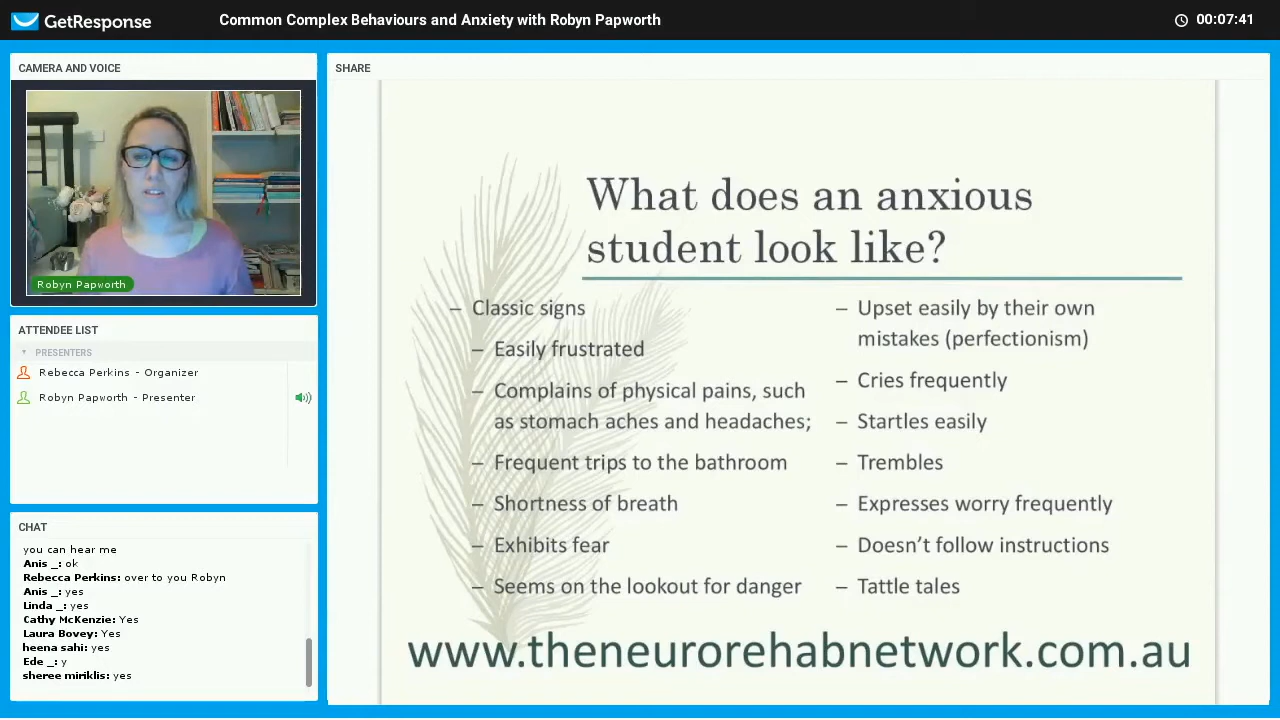 GetResponse
Common Complex Behaviours and Anxiety with Robyn Papworth
00:07:41
CAMERA AND VOICE
Robyn Papworth
ATTENDEE LIST
PRESENTERS
Rebecca Perkins - Organizer
Robyn Papworth - Presenter
CHAT
you can hear me
Anis _: ok
Rebecca Perkins: over to you Robyn
Anis _: yes
Linda _: yes
Cathy McKenzie: Yes
Laura Bovey: Yes
heena sahi: yes
Ede _: y
sheree miriklis: yes
SHARE
What does an anxious
student look like?
– Classic signs
– Easily frustrated
– Complains of physical pains, such
as stomach aches and headaches;
– Frequent trips to the bathroom
– Shortness of breath
– Exhibits fear
– Seems on the lookout for danger
– Upset easily by their own
mistakes (perfectionism)
– Cries frequently
– Startles easily
– Trembles
– Expresses worry frequently
– Doesn’t follow instructions
– Tattle tales
www.theneurorehabnetwork.com.au